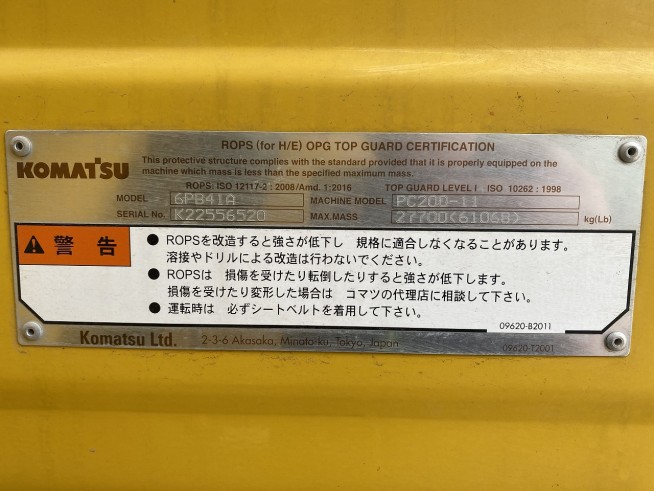 ROPS (for H/E) OPG TOP GUARD CERTIFICATION
KOMATSU
This protective structure complies with the standard provided that it is properly equipped on the
machine which mass is less than the specified maximum mass.
ROPS: ISO 12117-2 : 2008/Amd. 1:2016 TOP GUARD LEVEL I ISO 10262 : 1998
MODEL 6PB41A MACHINE MODEL PC200-11
SERIAL No. K22556520 MAX.MASS 27700(61068) kg(Lb)
警告
● ROPSを改造すると強さが低下し 規格に適合しなくなることがあります。
溶接やドリルによる改造は行わないでください。
● ROPSは 損傷を受けたり転倒したりすると強さが低下します。
損傷を受けたり変形した場合は コマツの代理店に相談して下さい。
● 運転時は 必ずシートベルトを着用して下さい。
09620-B2011
Komatsu Ltd. 2-3-6 Akasaka, Minato-ku, Tokyo, Japan 09620-T2001